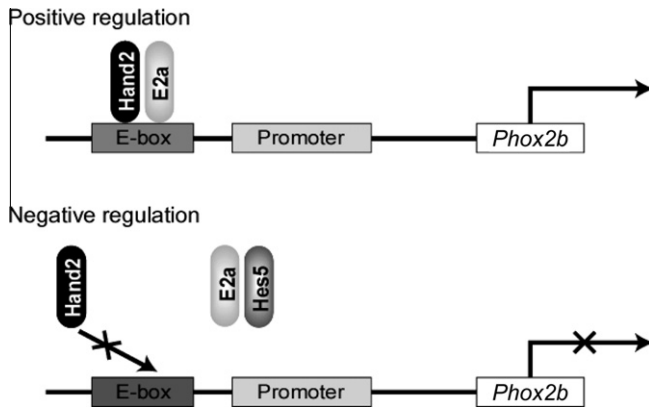 Positive regulation
Hand2 E2a
E-box Promoter Phox2b
Negative regulation
Hand2 E2a Hes5
E-box Promoter Phox2b